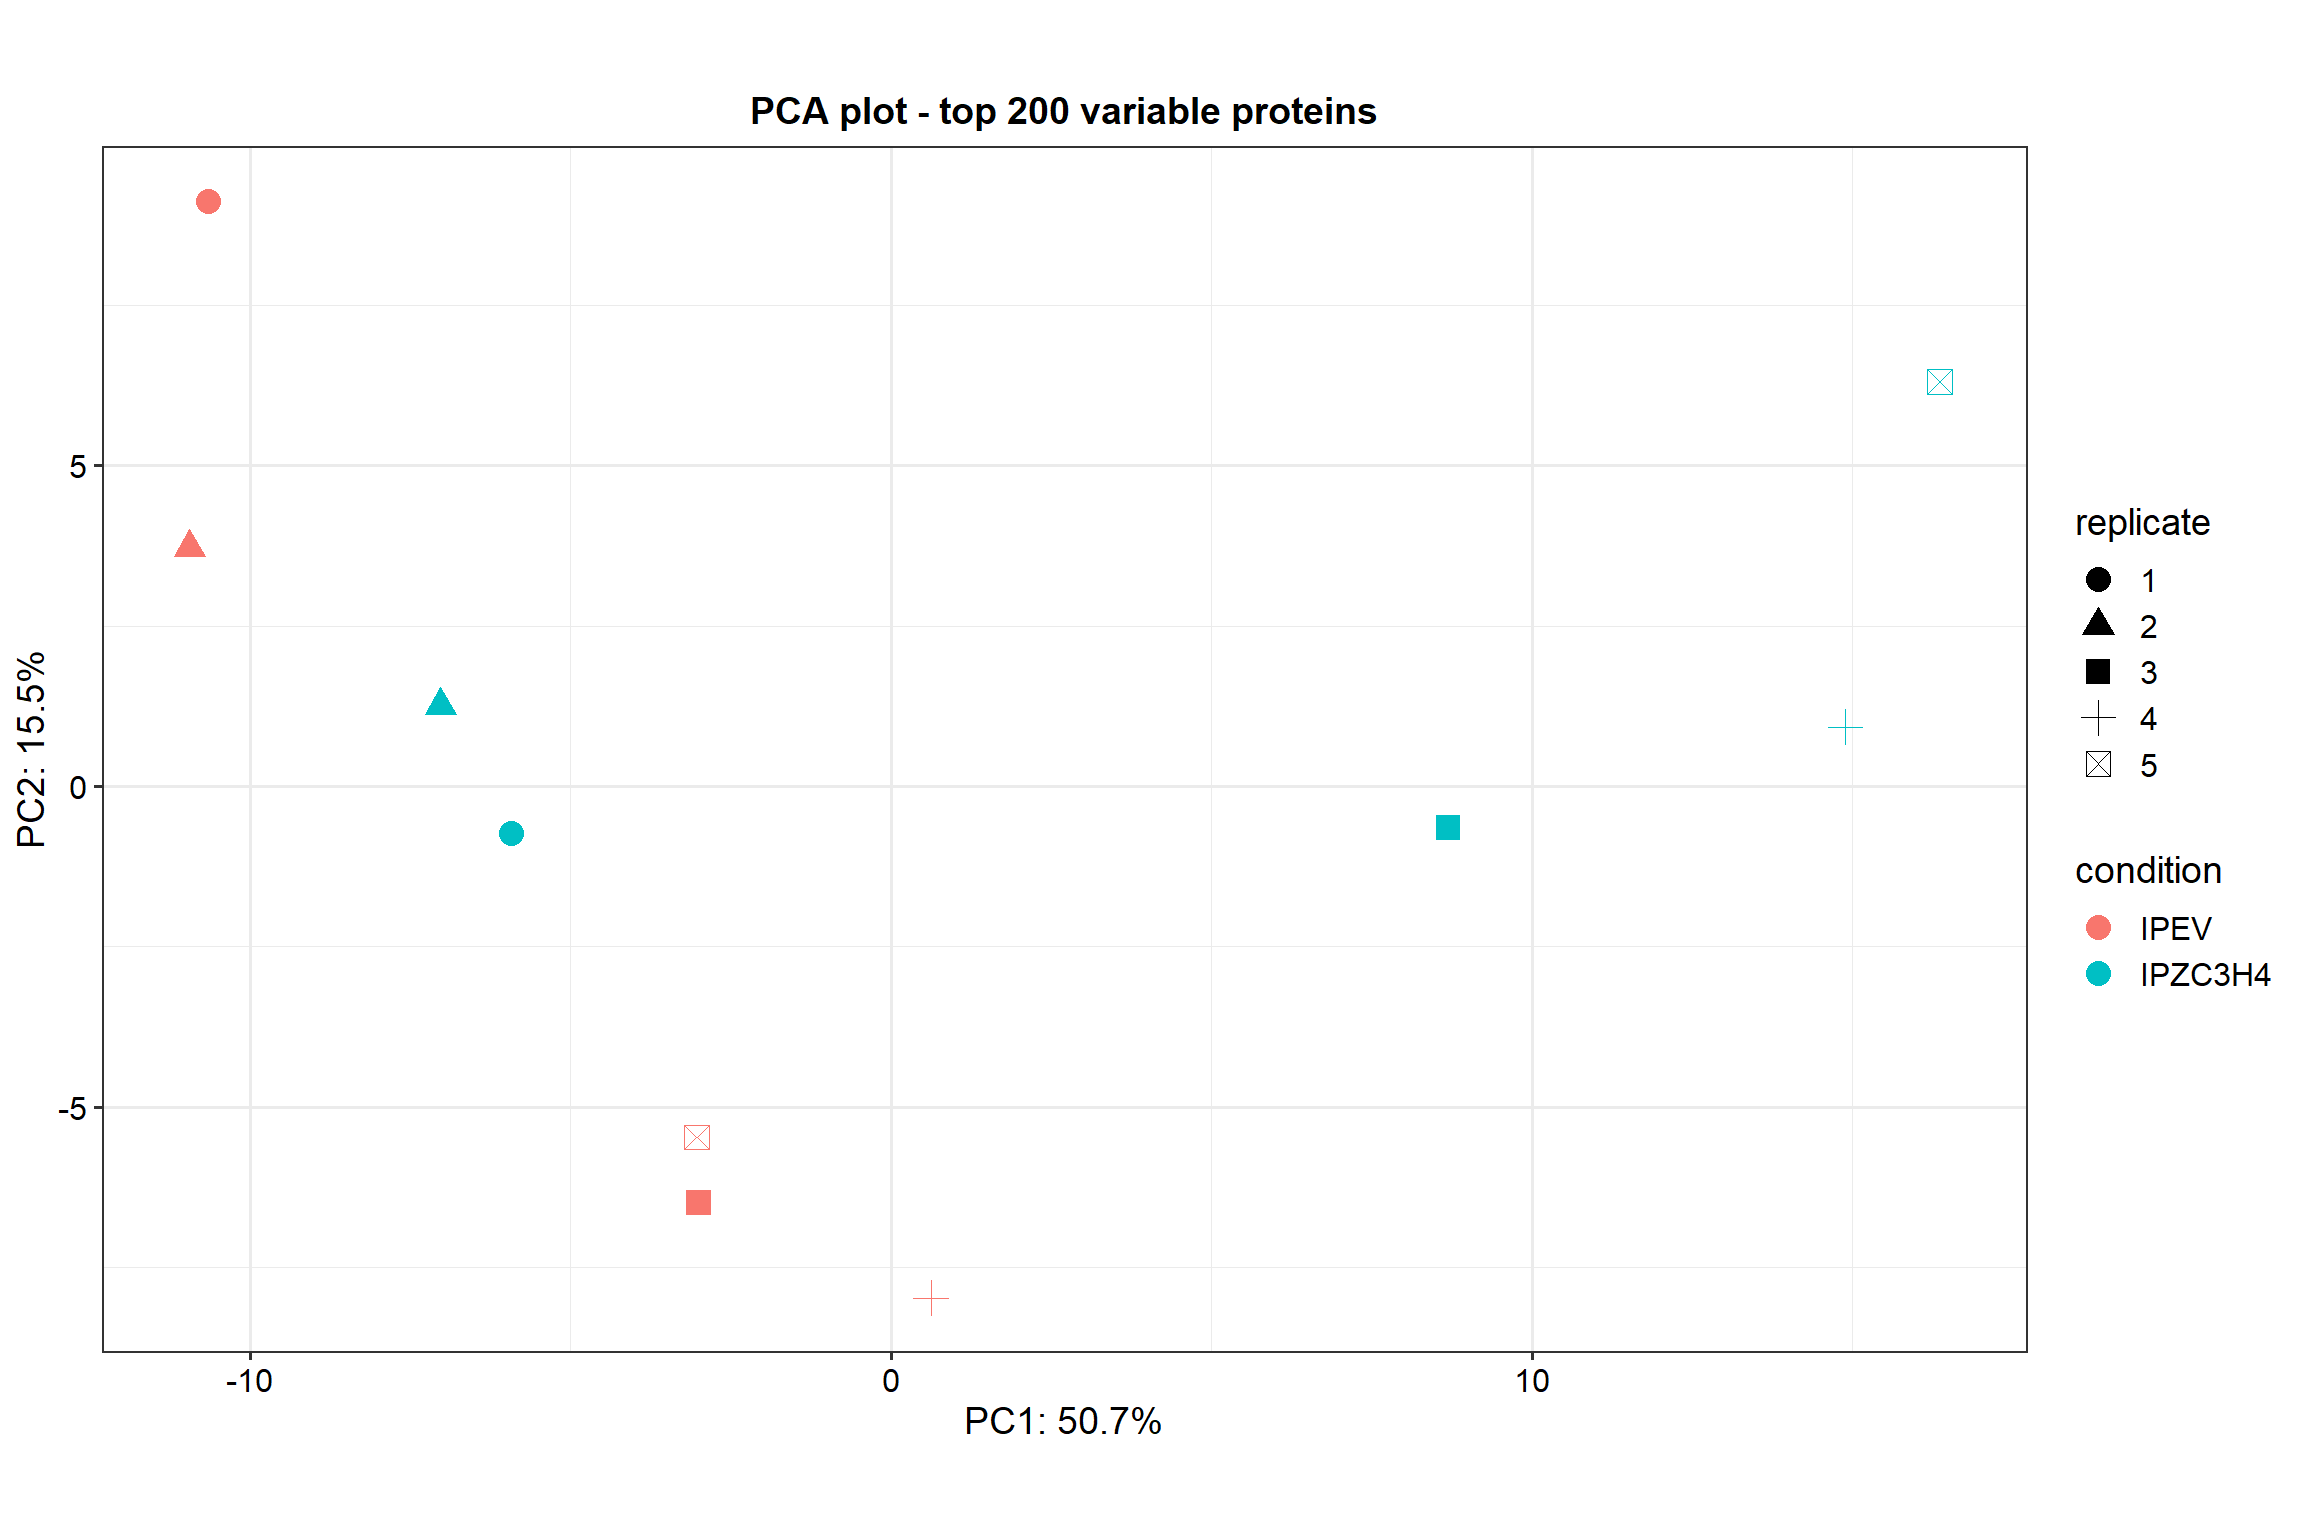 PCA plot - top 200 variable proteins
PC2: 15.5%
5
0
-5
-10
0
10
PC1: 50.7%
replicate
1
2
3
4
5
condition
IPEV
IPZC3H4